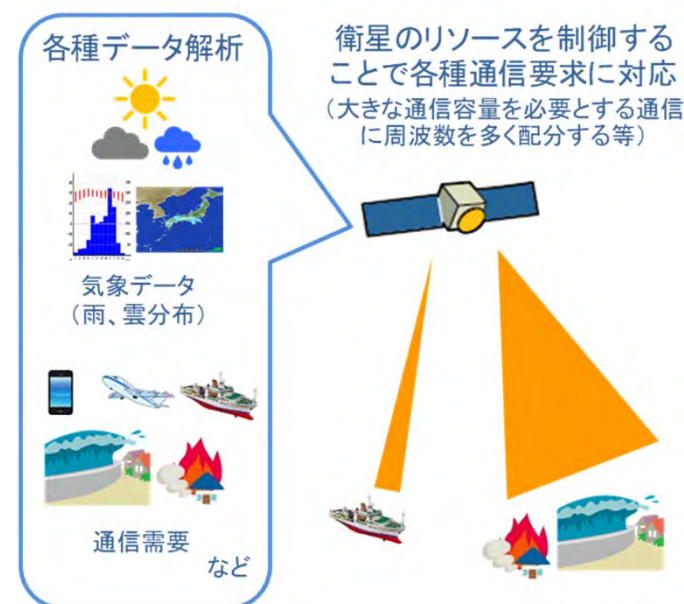 各種データ解析
気象データ
（雨、雲分布）
通信需要
など
衛星のリソースを制御する
ことで各種通信要求に対応
（大きな通信容量を必要とする通信
に周波数を多く配分する等）